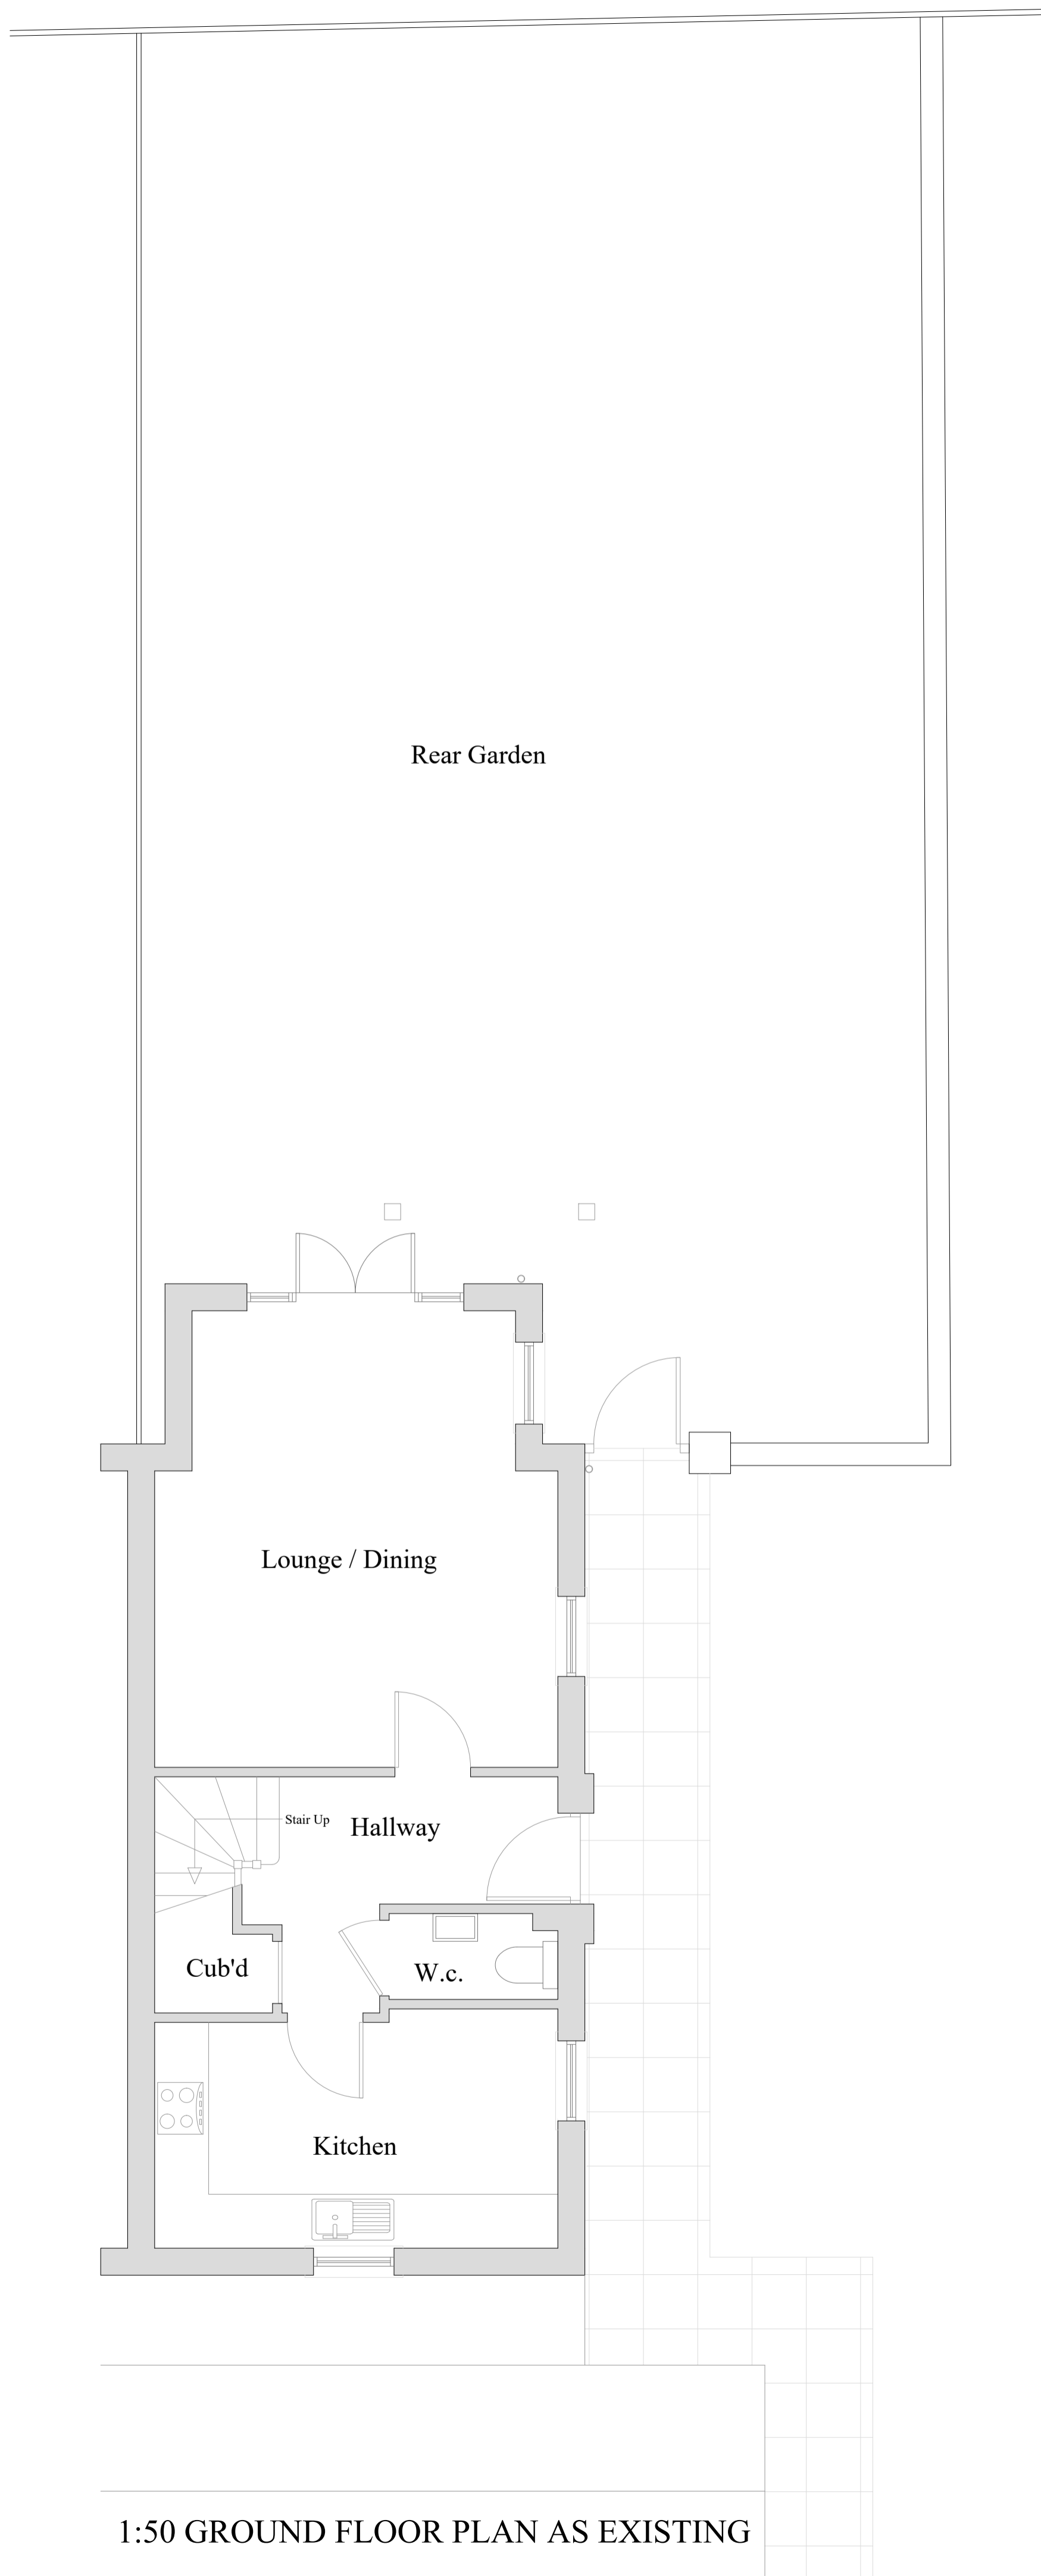 Rear Garden
Lounge / Dining
Stair Up
Hallway
Cub'd
W.c.
Kitchen
1:50 GROUND FLOOR PLAN AS EXISTING